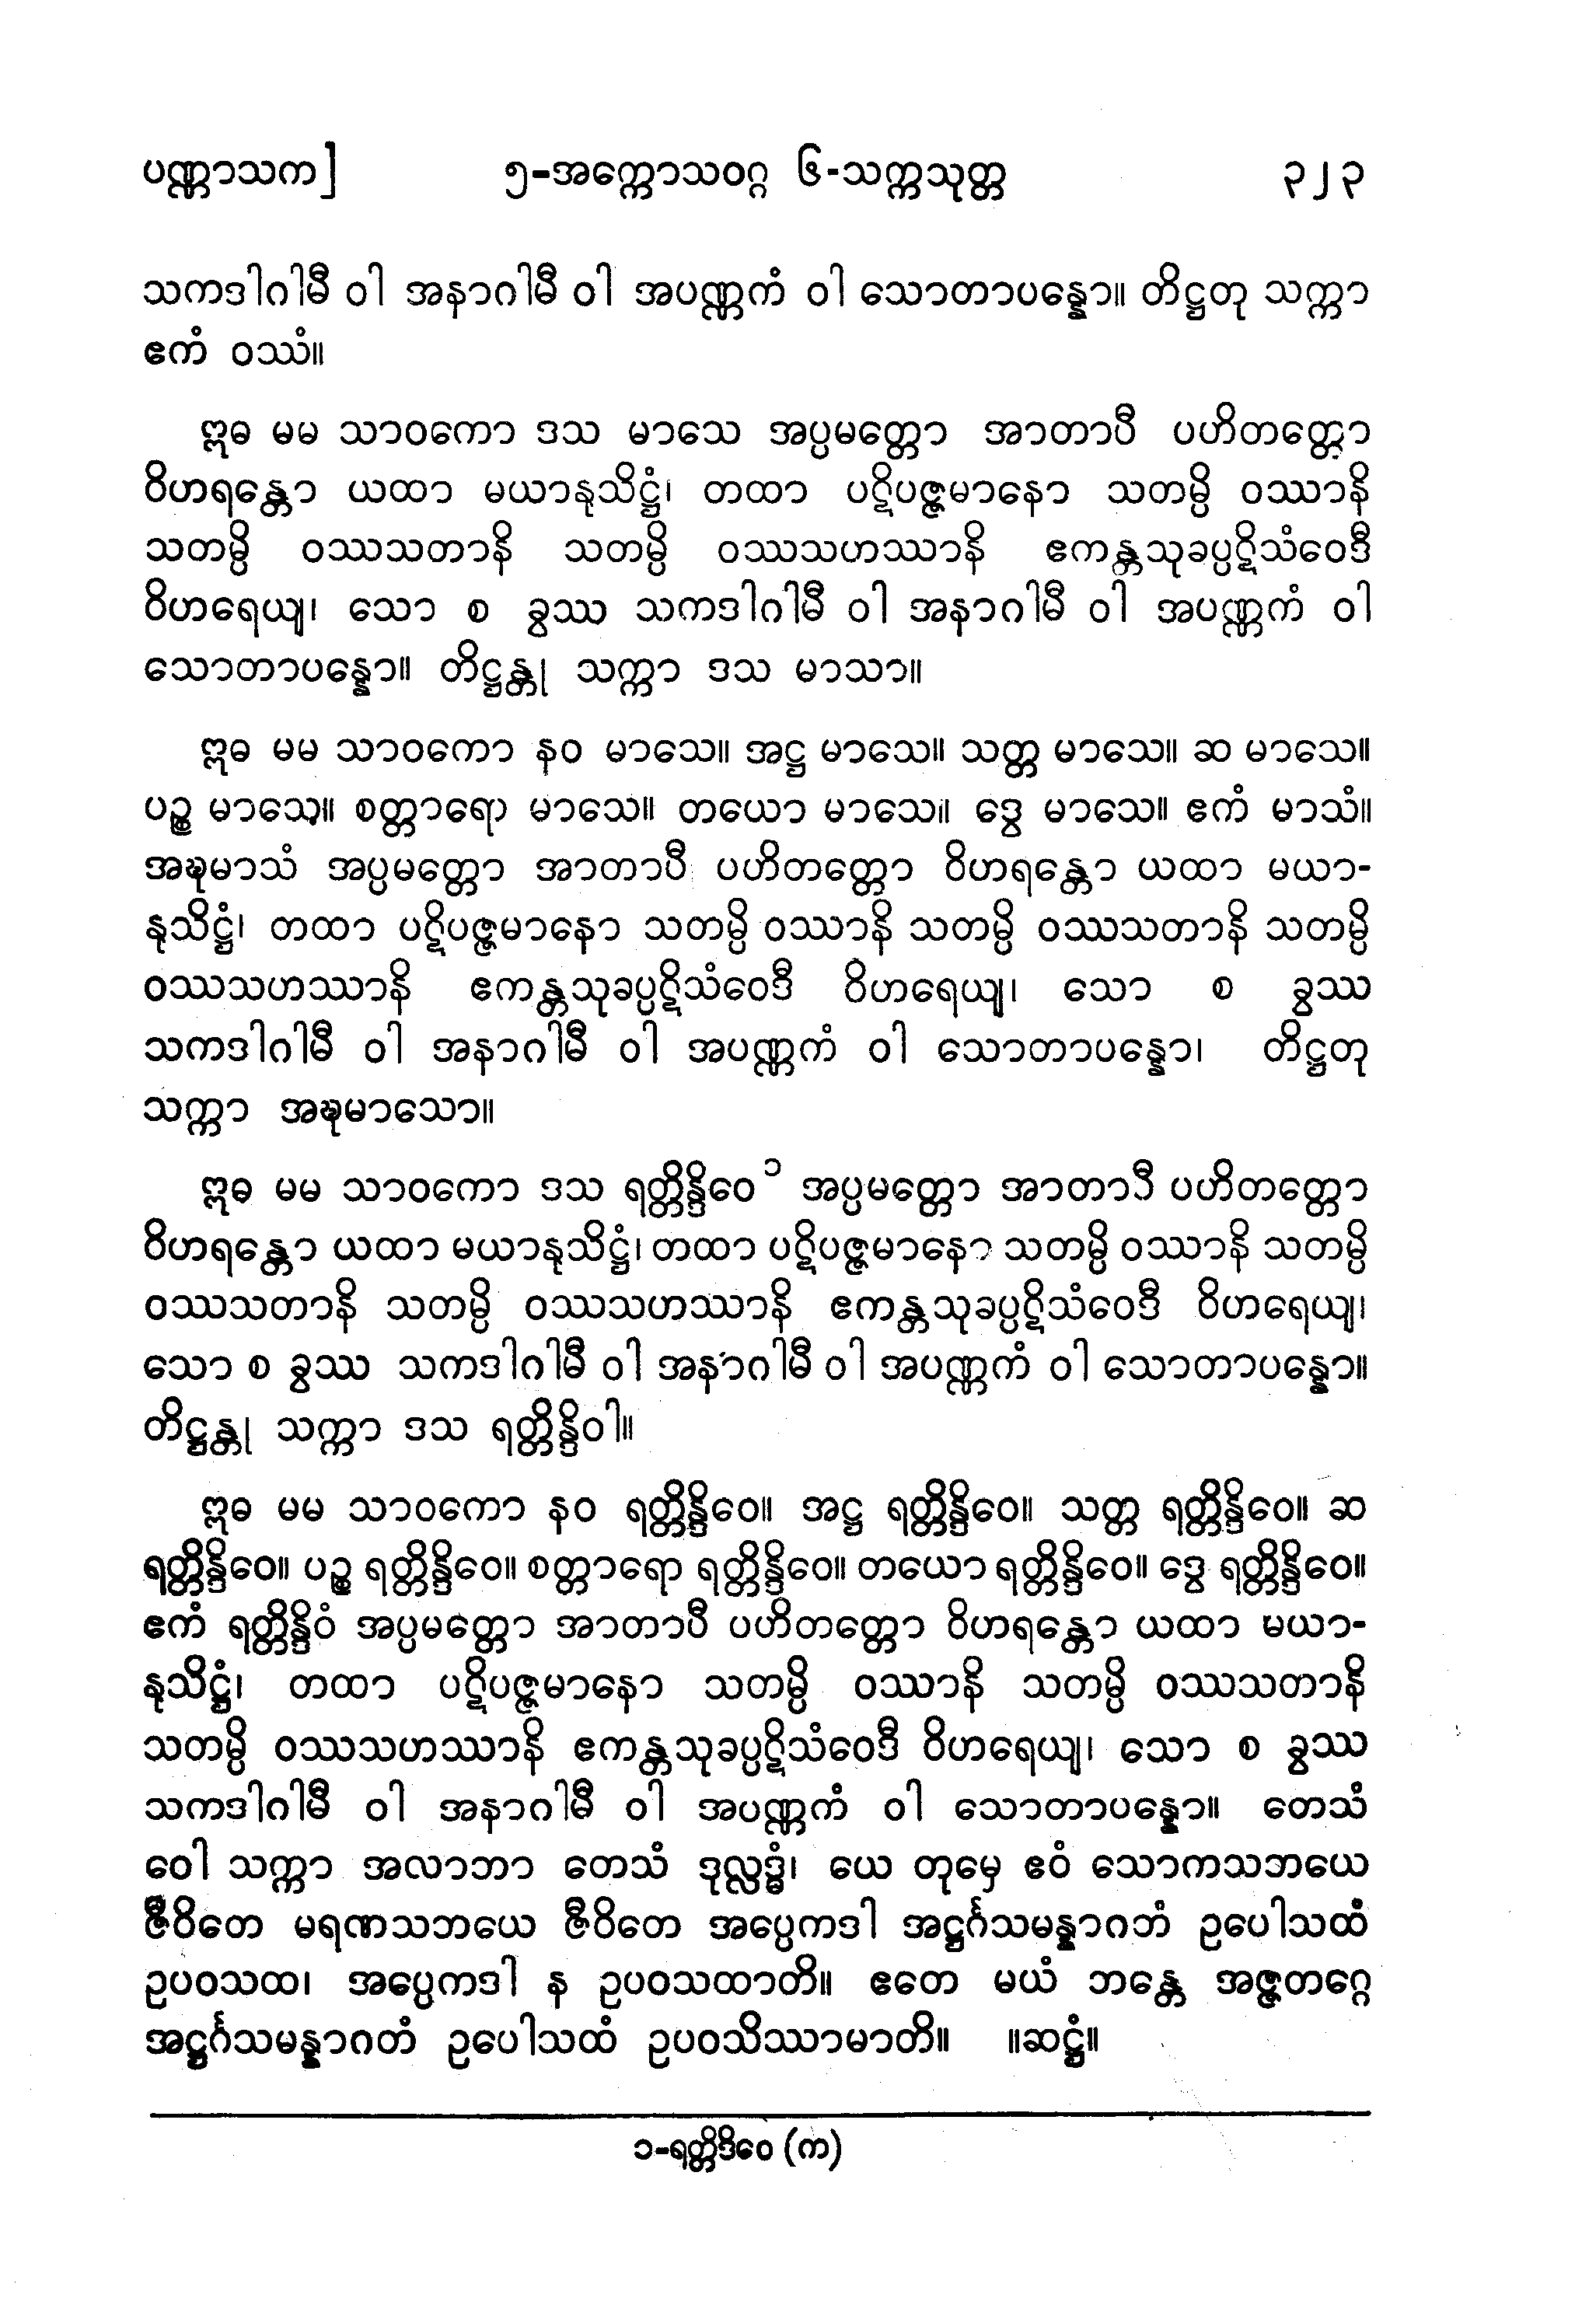 ပဏ္ဏာသက] ၅-အက္ကောသဝဂ္ဂ ၆-သက္ကသုတ္တ ၃၂၃
သကဒါဂါမီ ဝါ အနာဂါမီ ဝါ အပဏ္ဏကံ ဝါ သောတာပန္နော။ တိဋ္ဌတု သက္ကာ
ဧကံ ဝဿံ။
ဣဓ မမ သာဝကော ဒသ မာသေ အပ္ပမတ္တော အာတာပီ ပဟိတတ္တော
ဝိဟရန္တော ယထာ မယာနုသိဋ္ဌံ၊ တထာ ပဋိပဇ္ဇမာနော သတမ္ပိ ဝဿာနိ
သတမ္ပိ ဝဿသတာနိ သတမ္ပိ ဝဿသဟဿာနိ ဧကန္တသုခပ္ပဋိသံဝေဒီ
ဝိဟရေယျ၊ သော စ ခွဿ သကဒါဂါမီ ဝါ အနာဂါမီ ဝါ အပဏ္ဏကံ ဝါ
သောတာပန္နော။ တိဋ္ဌန္တု သက္ကာ ဒသ မာသာ။
ဣဓ မမ သာဝကော နဝ မာသေ။ အဋ္ဌ မာသေ။ သတ္တ မာသေ။ ဆ မာသေ။
ပဉ္စ မာသေ။ စတ္တာရော မာသေ။ တယော မာသေ။ ဒွေ မာသေ။ ဧကံ မာသံ။
အဍ္ဎမာသံ အပ္ပမတ္တော အာတာပီ ပဟိတတ္တော ဝိဟရန္တော ယထာ မယာ-
နုသိဋ္ဌံ၊ တထာ ပဋိပဇ္ဇမာနော သတမ္ပိ ဝဿာနိ သတမ္ပိ ဝဿသတာနိ သတမ္ပိ
ဝဿသဟဿာနိ ဧကန္တသုခပ္ပဋိသံဝေဒီ ဝိဟရေယျ၊ သော စ ခွဿ
သကဒါဂါမီ ဝါ အနာဂါမီ ဝါ အပဏ္ဏကံ ဝါ သောတာပန္နော၊ တိဋ္ဌတု
သက္ကာ အဍ္ဎမာသော။
ဣဓ မမ သာဝကော ဒသ ရတ္တိန္ဒိဝေ ၁ အပ္ပမတ္တော အာတာပီ ပဟိတတ္တော
ဝိဟရန္တော ယထာ မယာနုသိဋ္ဌံ၊ တထာ ပဋိပဇ္ဇမာနော သတမ္ပိ ဝဿာနိ သတမ္ပိ
ဝဿသတာနိ သတမ္ပိ ဝဿသဟဿာနိ ဧကန္တသုခပ္ပဋိသံဝေဒီ ဝိဟရေယျ၊
သော စ ခွဿ သကဒါဂါမီ ဝါ အနာဂါမီ ဝါ အပဏ္ဏကံ ဝါ သောတာပန္နော။
တိဋ္ဌန္တု သက္ကာ ဒသ ရတ္တိန္ဒိဝါ။
ဣဓ မမ သာဝကော နဝ ရတ္တိန္ဒိဝေ။ အဋ္ဌ ရတ္တိန္ဒိဝေ။ သတ္တ ရတ္တိန္ဒိဝေ။ ဆ
ရတ္တိန္ဒိဝေ။ ပဉ္စ ရတ္တိန္ဒိဝေ။ စတ္တာရော ရတ္တိန္ဒိဝေ။ တယော ရတ္တိန္ဒိဝေ။ ဒွေ ရတ္တိန္ဒိဝေ။
ဧကံ ရတ္တိန္ဒိဝံ အပ္ပမတ္တော အာတာပီ ပဟိတတ္တော ဝိဟရန္တော ယထာ မယာ-
နုသိဋ္ဌံ၊ တထာ ပဋိပဇ္ဇမာနော သတမ္ပိ ဝဿာနိ သတမ္ပိ ဝဿသတာနိ
သတမ္ပိ ဝဿသဟဿာနိ ဧကန္တသုခပ္ပဋိသံဝေဒီ ဝိဟရေယျ၊ သော စ ခွဿ
သကဒါဂါမီ ဝါ အနာဂါမီ ဝါ အပဏ္ဏကံ ဝါ သောတာပန္နော။ တေသံ
ဝေါ သက္ကာ အလာဘာ တေသံ ဒုလ္လဒ္ဓံ၊ ယေ တုမှေ ဧဝံ သောကသဘယေ
ဇီဝိတေ မရဏသဘယေ ဇီဝိတေ အပ္ပေကဒါ အဋ္ဌင်္ဂသမန္နာဂတံ ဥပေါသထံ
ဥပဝသထ၊ အပ္ပေကဒါ န ဥပဝသထာတိ။ ဧတေ မယံ ဘန္တေ အဇ္ဇတဂ္ဂေ
အဋ္ဌင်္ဂသမန္နာဂတံ ဥပေါသထံ ဥပဝသိဿာမာတိ။ ။ဆဋ္ဌံ။
၁-ရတ္တိဒိဝေ (က)